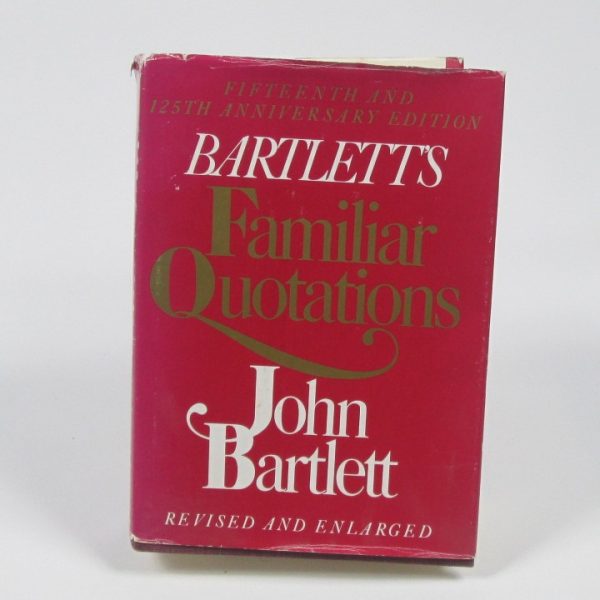 FIFTEENTH AND
125TH ANNIVERSARY EDITION
BARTLETT'S
Familiar
Quotations
John
Bartlett
REVISED AND ENLARGED